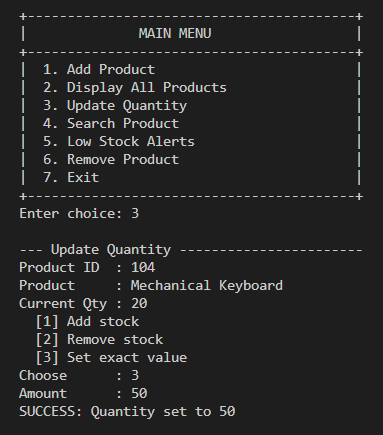 +-----------------------------------------+
|              MAIN MENU                  |
+-----------------------------------------+
|  1. Add Product                         |
|  2. Display All Products                |
|  3. Update Quantity                     |
|  4. Search Product                      |
|  5. Low Stock Alerts                    |
|  6. Remove Product                      |
|  7. Exit                                |
+-----------------------------------------+
Enter choice: 3

--- Update Quantity -----------------------
Product ID  : 104
Product     : Mechanical Keyboard
Current Qty : 20
  [1] Add stock
  [2] Remove stock
  [3] Set exact value
Choose      : 3
Amount      : 50
SUCCESS: Quantity set to 50